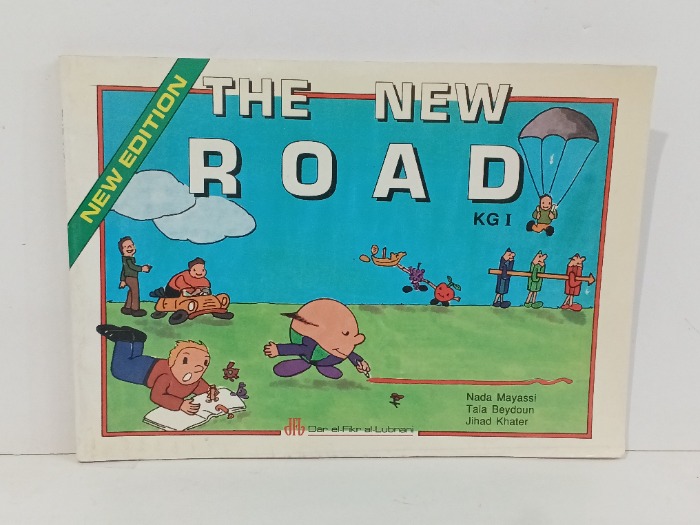 NEW EDITION
THE NEW
ROAD
KG I
Nada Mayassi
Tala Beydoun
Jihad Khater
Dar el-Fikr al-Lubnani